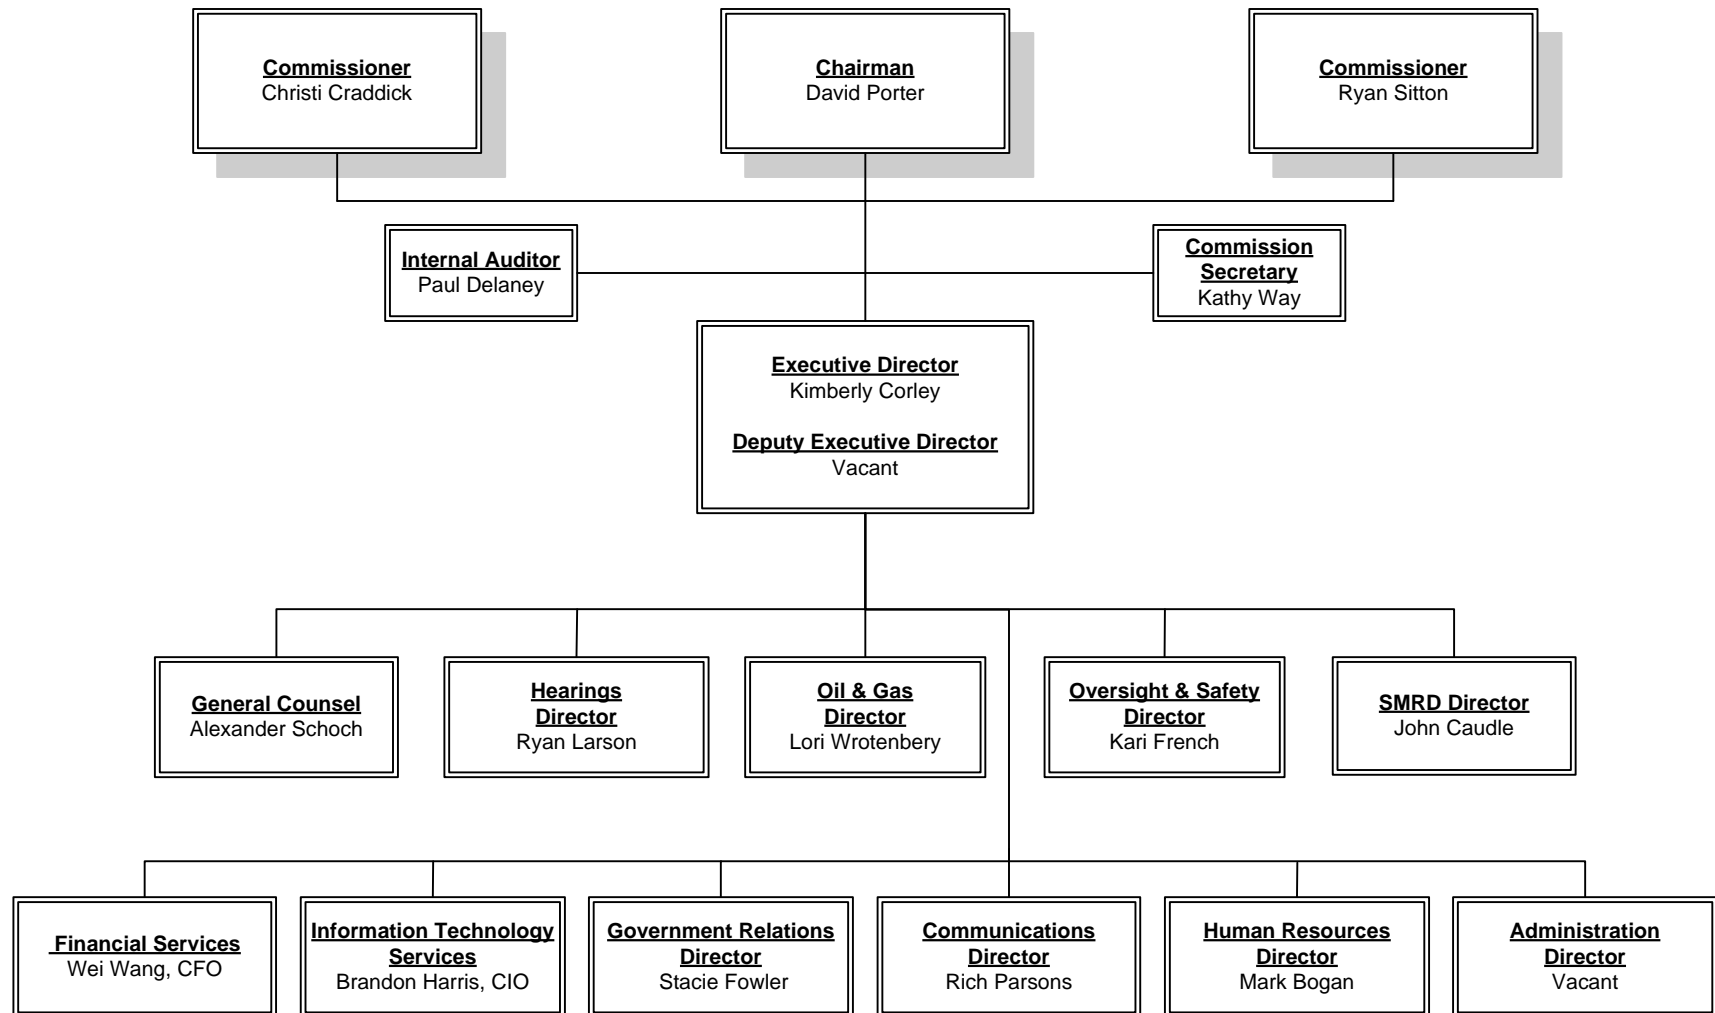 Commissioner
Christi Craddick
Chairman
David Porter
Commissioner
Ryan Sitton
Internal Auditor
Paul Delaney
Commission
Secretary
Kathy Way
Executive Director
Kimberly Corley
Deputy Executive Director
Vacant
General Counsel
Alexander Schoch
Hearings
Director
Ryan Larson
Oil & Gas
Director
Lori Wrotenbery
Oversight & Safety
Director
Kari French
SMRD Director
John Caudle
Financial Services
Wei Wang, CFO
Information Technology
Services
Brandon Harris, CIO
Government Relations
Director
Stacie Fowler
Communications
Director
Rich Parsons
Human Resources
Director
Mark Bogan
Administration
Director
Vacant